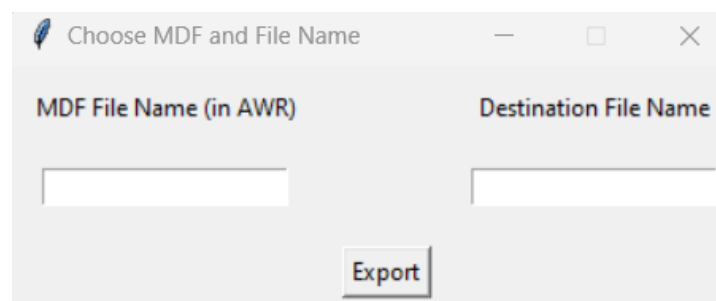 Choose MDF and File Name
MDF File Name (in AWR) Destination File Name
Export